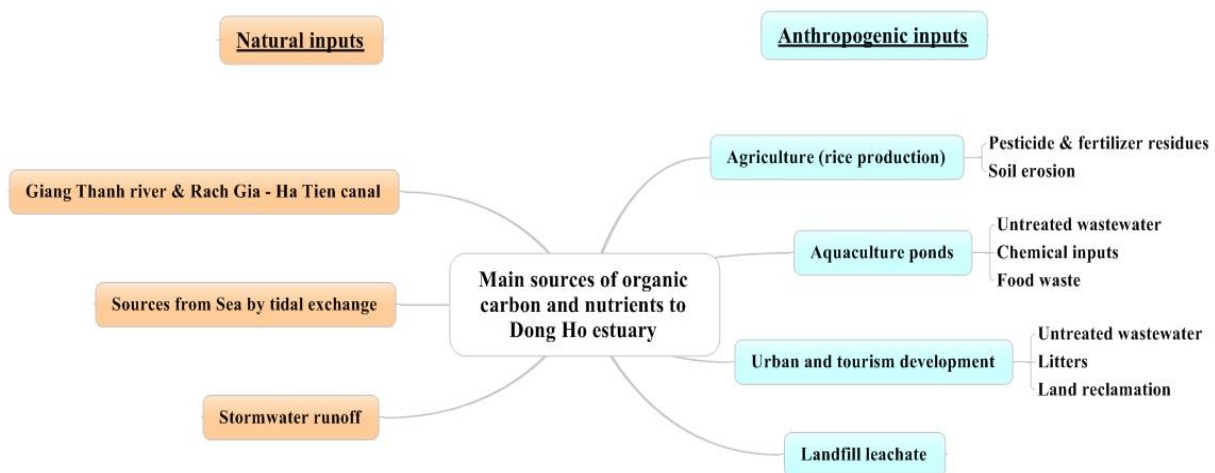 Natural inputs
Anthropogenic inputs
Giang Thanh river & Rach Gia - Ha Tien canal
Sources from Sea by tidal exchange
Stormwater runoff
Main sources of organic
carbon and nutrients to
Dong Ho estuary
Agriculture (rice production)
Pesticide & fertilizer residues
Soil erosion
Aquaculture ponds
Untreated wastewater
Chemical inputs
Food waste
Urban and tourism development
Untreated wastewater
Litters
Land reclamation
Landfill leachate